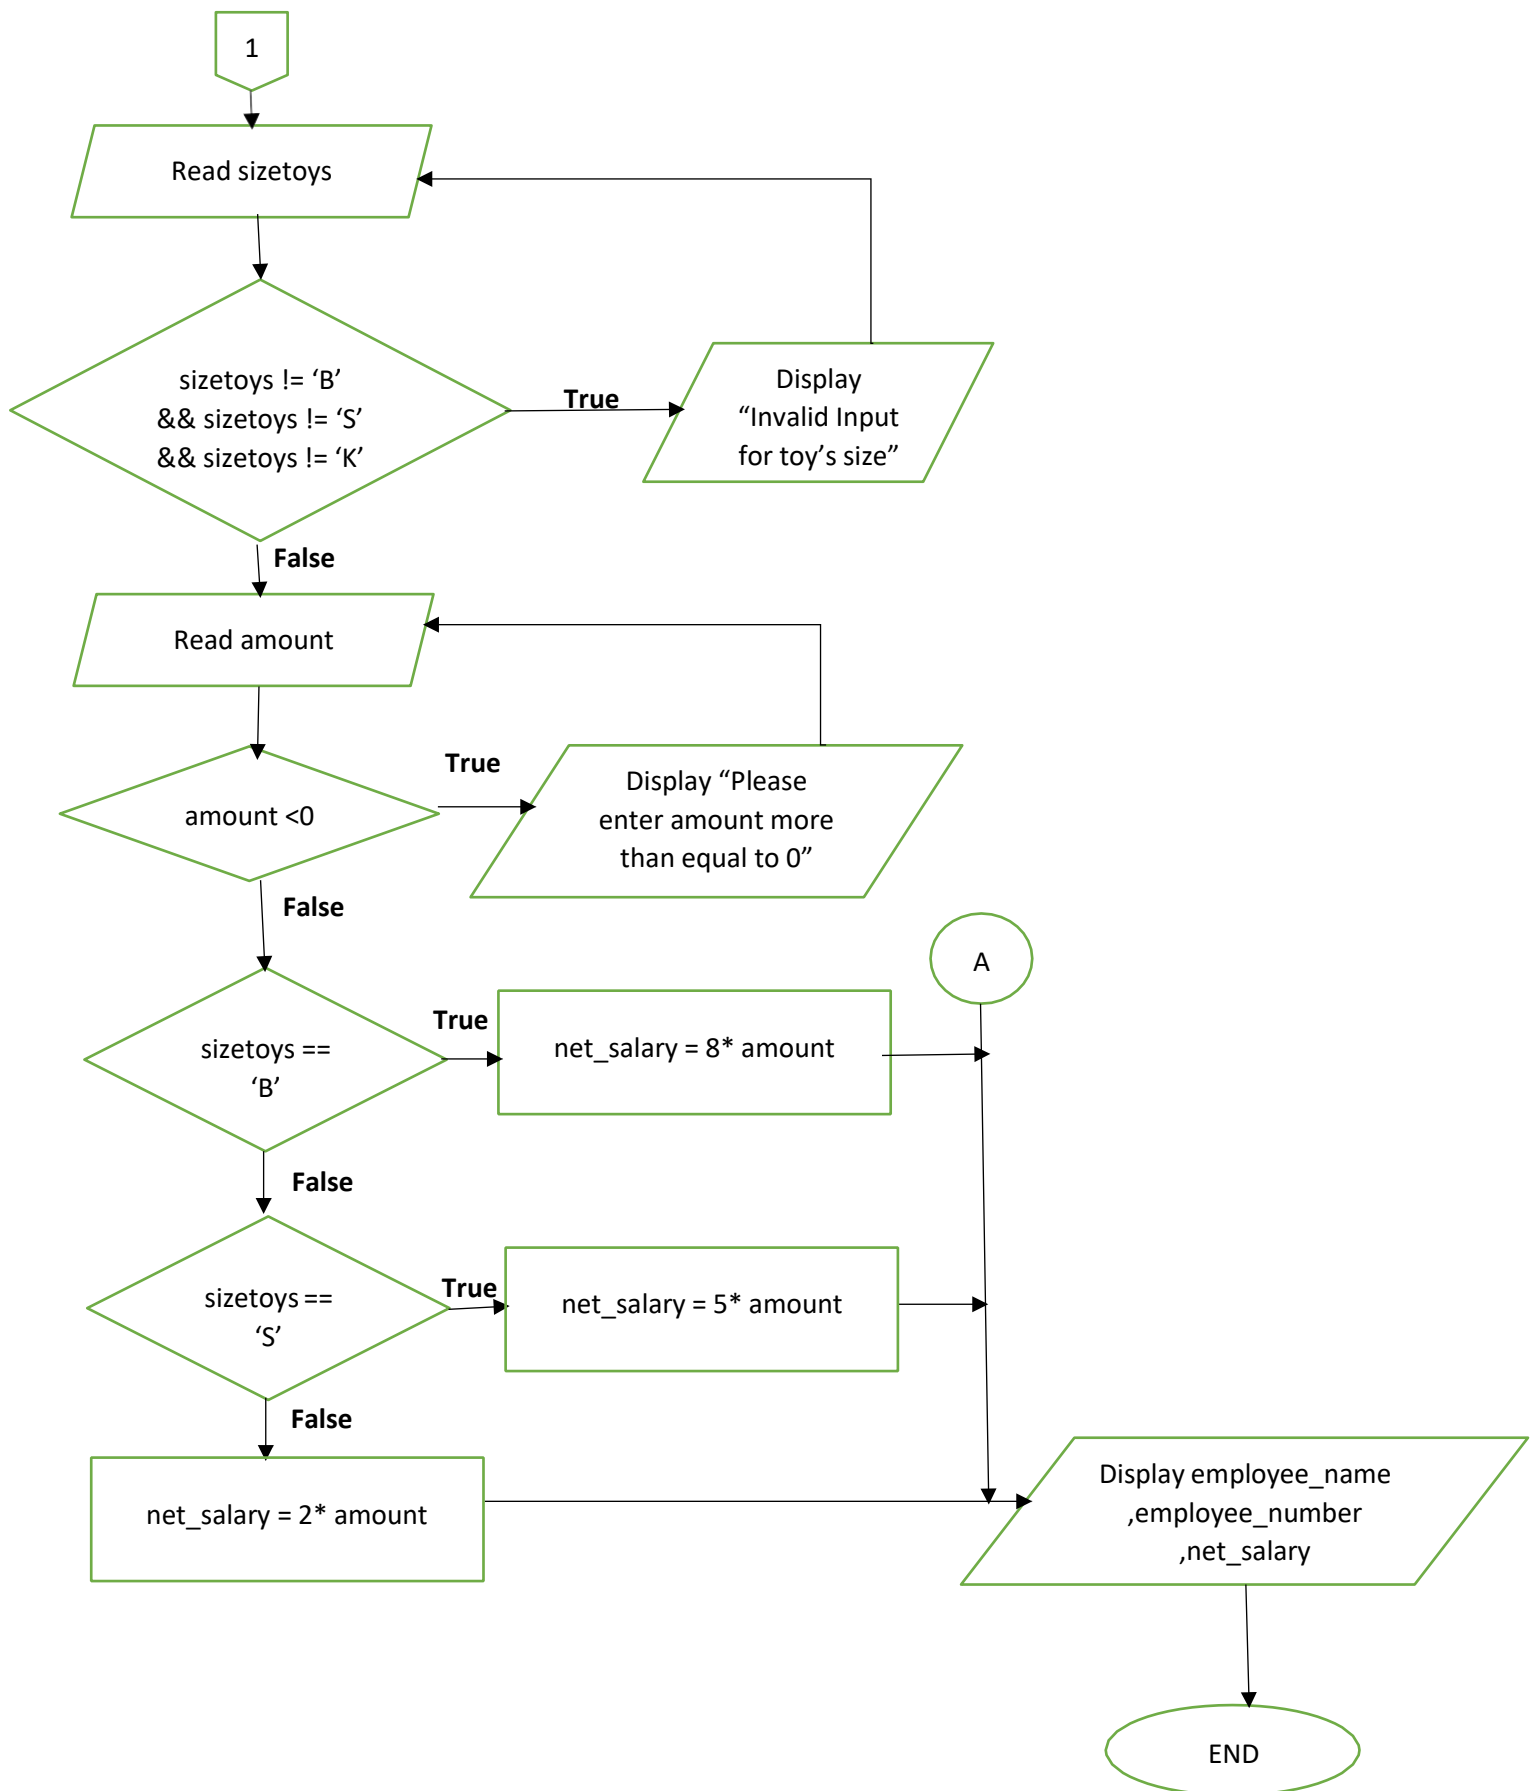 1
Read sizetoys
sizetoys != ‘B’
&& sizetoys != ‘S’
&& sizetoys != ‘K’
True
Display
“Invalid Input
for toy’s size”
False
Read amount
amount <0
True
Display “Please
enter amount more
than equal to 0”
False
A
sizetoys ==
‘B’
True
net_salary = 8* amount
False
sizetoys ==
‘S’
True
net_salary = 5* amount
False
net_salary = 2* amount
Display employee_name
,employee_number
,net_salary
END